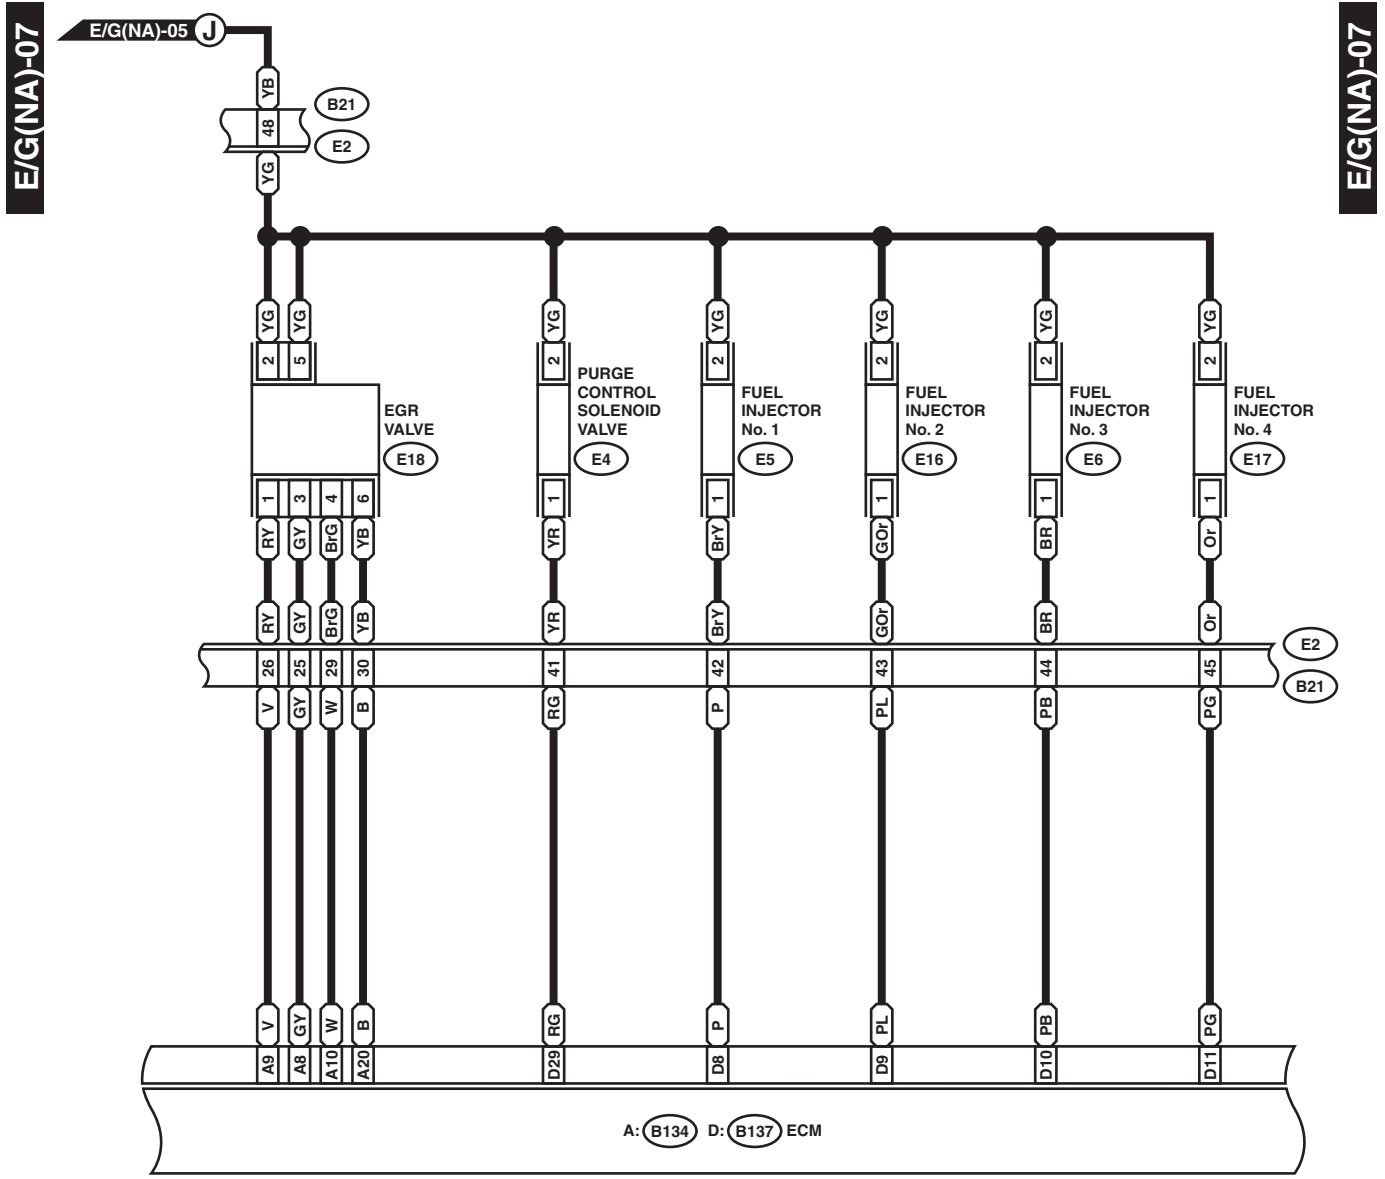 E/G(NA)-07
E/G(NA)-05 J
E/G(NA)-07
YB
B21
48
E2
YG
YG YG YG YG YG YG YG
2 5 2 2 2 2 2
EGR
VALVE
E18
PURGE
CONTROL
SOLENOID
VALVE
E4
FUEL
INJECTOR
No. 1
E5
FUEL
INJECTOR
No. 2
E16
FUEL
INJECTOR
No. 3
E6
FUEL
INJECTOR
No. 4
E17
1 3 4 6 1 1 1 1 1
RY GY BrG YB YR BrY GOr BR Or
RY GY BrG YB YR BrY GOr BR Or
E2
26 25 29 30 41 42 43 44 45
B21
V GY W B RG P PL PB PG
V GY W B RG P PL PB PG
A9 A8 A10 A20 D29 D8 D9 D10 D11
A: B134 D: B137 ECM